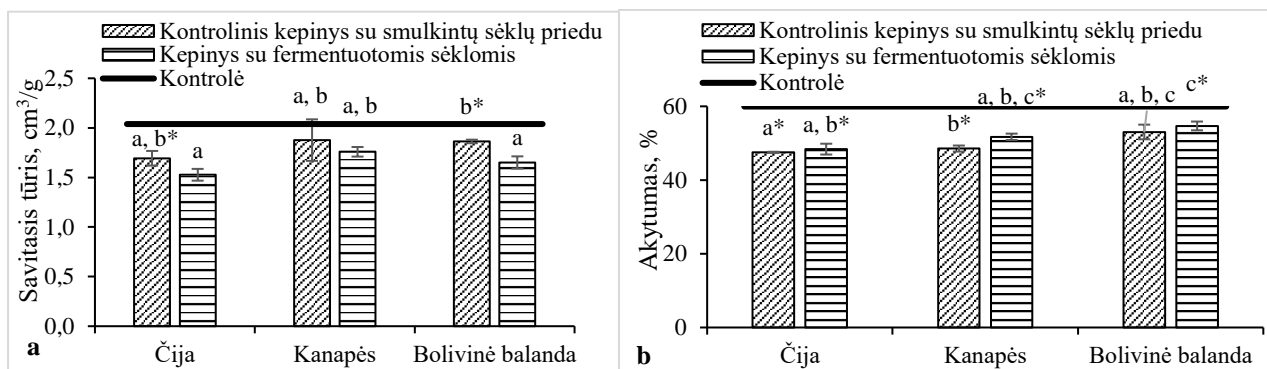 Kontrolinis kepinys su smulkintų sėklų priedu
Kepinys su fermentuotomis sėklomis
Kontrolė
Savitasis tūris, cm³/g
2,5
2,0
1,5
1,0
0,5
0,0
a, b*
a
a, b
a, b
b*
a
Čija
Kanapės
Bolivinė balanda
a
Kontrolinis kepinys su smulkintų sėklų priedu
Kepinys su fermentuotomis sėklomis
Kontrolė
Akytumas, %
60
40
20
0
a*
a, b*
b*
a, b, c*
a, b, c
c*
Čija
Kanapės
Bolivinė balanda
b